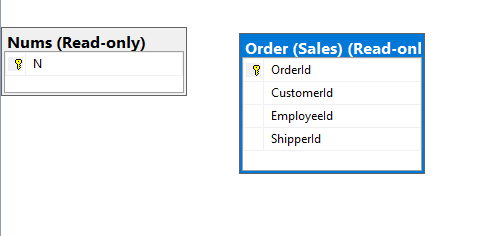 Nums (Read-only)
N
Order (Sales) (Read-onl
OrderId
CustomerId
EmployeeId
ShipperId